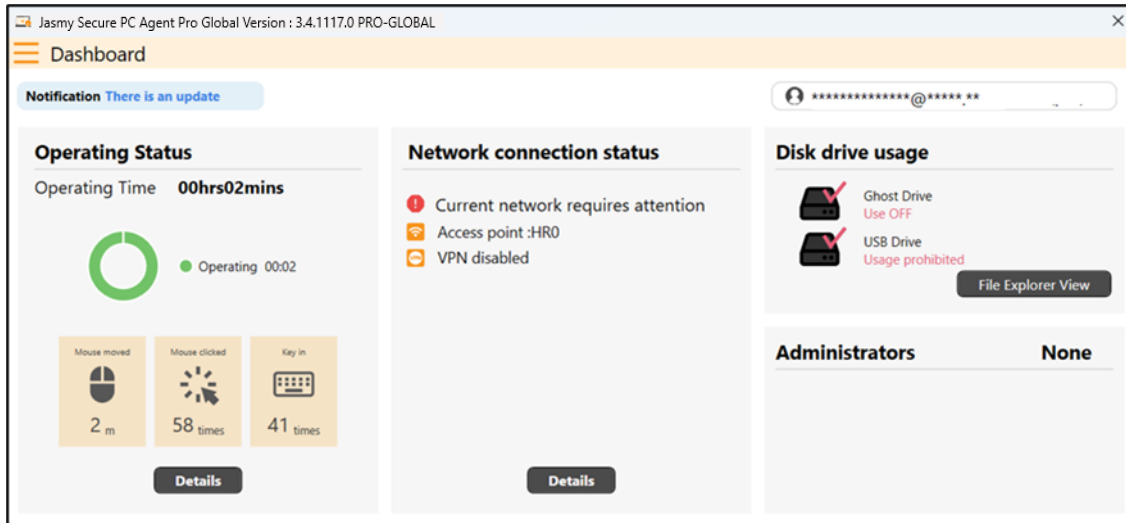 Jasmy Secure PC Agent Pro Global Version : 3.4.1117.0 PRO-GLOBAL
Dashboard
Notification There is an update
**************@*****.**
Operating Status
Operating Time 00hrs02mins
Operating 00:02
Mouse moved
2 m
Mouse clicked
58 times
Key in
41 times
Details
Network connection status
Current network requires attention
Access point :HR0
VPN disabled
Details
Disk drive usage
Ghost Drive
Use OFF
USB Drive
Usage prohibited
File Explorer View
Administrators None